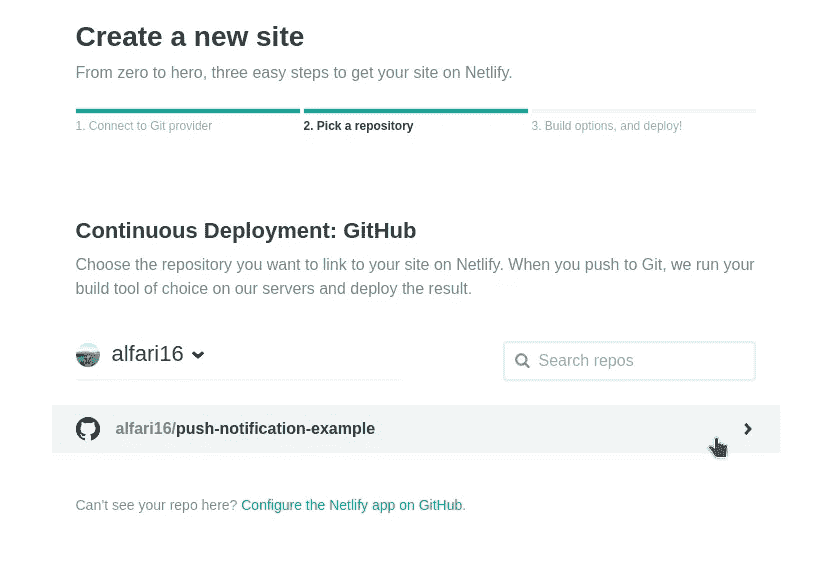 Create a new site
From zero to hero, three easy steps to get your site on Netlify.
1. Connect to Git provider
2. Pick a repository
3. Build options, and deploy!
Continuous Deployment: GitHub
Choose the repository you want to link to your site on Netlify. When you push to Git, we run your
build tool of choice on our servers and deploy the result.
alfari16
Search repos
alfari16/push-notification-example
Can't see your repo here? Configure the Netlify app on GitHub.